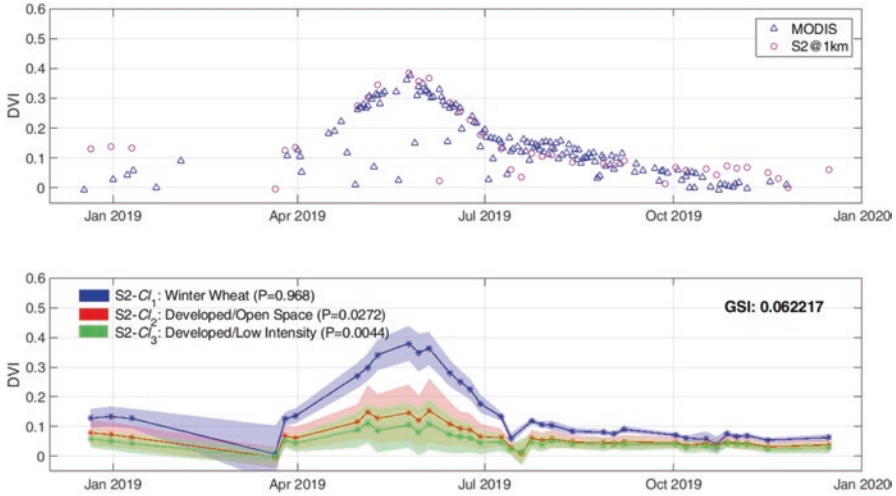 0.6
0.5
0.4
0.3
0.2
0.1
0
DVI
MODIS
S2@1km
Jan 2019
Apr 2019
Jul 2019
Oct 2019
Jan 2020
0.6
0.5
0.4
0.3
0.2
0.1
0
DVI
S2-Cl1: Winter Wheat (P=0.968)
S2-Cl2: Developed/Open Space (P=0.0272)
S2-Cl3: Developed/Low Intensity (P=0.0044)
GSI: 0.062217
Jan 2019
Apr 2019
Jul 2019
Oct 2019
Jan 2020